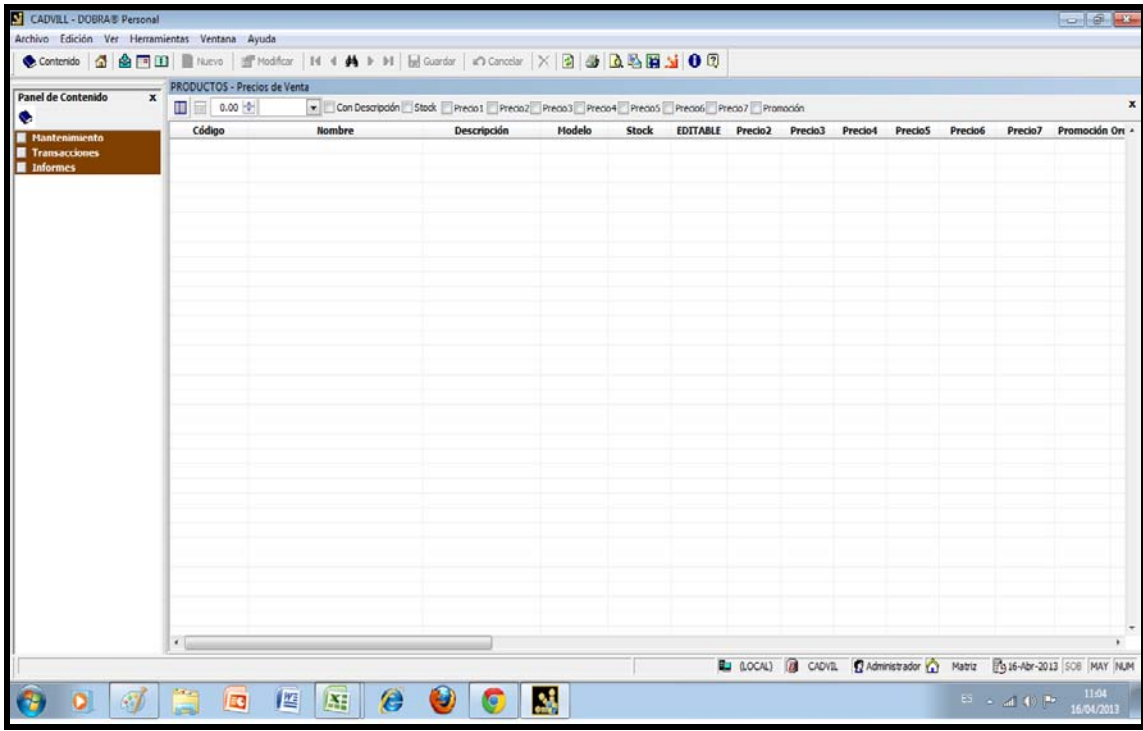 CADVILL - DOBRA® Personal
Archivo Edición Ver Herramientas Ventana Ayuda
Contenido Nuevo Modificar Guardar Cancelar
PRODUCTOS - Precios de Venta
Panel de Contenido x
0.00 Con Descripción Stock Precio1 Precio2 Precio3 Precio4 Precio5 Precio6 Precio7 Promoción x
Código Nombre Descripción Modelo Stock EDITABLE Precio2 Precio3 Precio4 Precio5 Precio6 Precio7 Promoción Ori
Mantenimiento
Transacciones
Informes
(LOCAL) CADVIL Administrador Matriz 16-Abr-2013 SOB MAY NUM
ES 11:04
16/04/2013